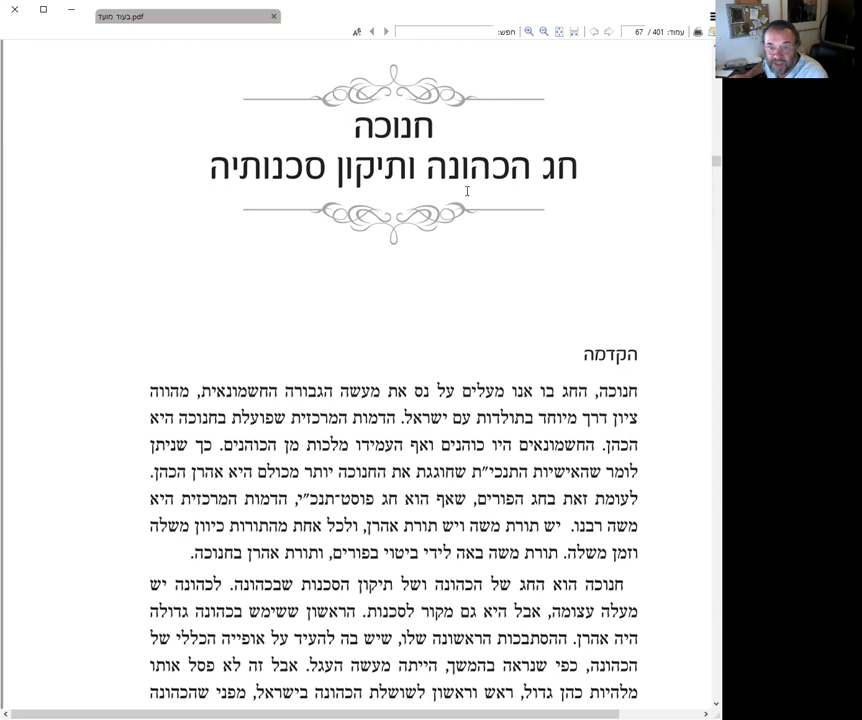 בעוד מועד.pdf
עמוד: 401 / 67
חפש:
חנוכה
חג הכהונה ותיקון סכנותיה
הקדמה
חנוכה, החג בו אנו מעלים על נס את מעשה הגבורה החשמונאית, מהווה
ציון דרך מיוחד בתולדות עם ישראל. הדמות המרכזית שפועלת בחנוכה היא
הכהן. החשמונאים היו כוהנים ואף העמידו מלכות מן הכוהנים. כך שניתן
לומר שהאישיות התנכי״ת שחוגגת את החנוכה יותר מכולם היא אהרן הכהן.
לעומת זאת בחג הפורים, שאף הוא חג פוסט־תנכ״י, הדמות המרכזית היא
משה רבנו. יש תורת משה ויש תורת אהרן, ולכל אחת מהתורות כיוון משלה
וזמן משלה. תורת משה באה לידי ביטוי בפורים, ותורת אהרן בחנוכה.
חנוכה הוא החג של הכהונה ושל תיקון הסכנות שבכהונה. לכהונה יש
מעלה עצומה, אבל היא גם מקור לסכנות. הראשון ששימש בכהונה גדולה
היה אהרן. ההסתבכות הראשונה שלו, שיש בה להעיד על אופייה הכללי של
הכהונה, כפי שנראה בהמשך, הייתה מעשה העגל. אבל זה לא פסל אותו
מלהיות כהן גדול, ראש וראשון לשושלת הכהונה בישראל, מפני שהכהונה